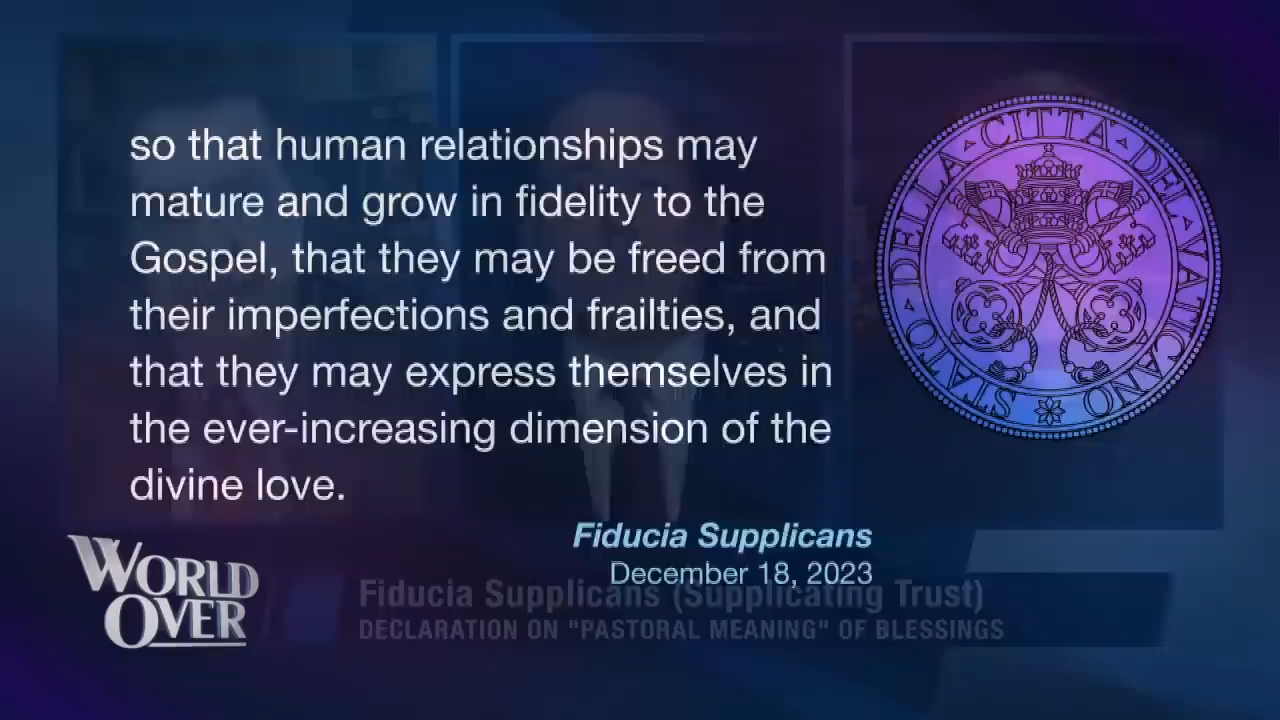 so that human relationships may
mature and grow in fidelity to the
Gospel, that they may be freed from
their imperfections and frailties, and
that they may express themselves in
the ever-increasing dimension of the
divine love.
Fiducia Supplicans
December 18, 2023
Fiducia Supplicans (Supplicating Trust)
DECLARATION ON "PASTORAL MEANING" OF BLESSINGS
WORLD
OVER
STATO DELLA CITTA DEL VATICANO